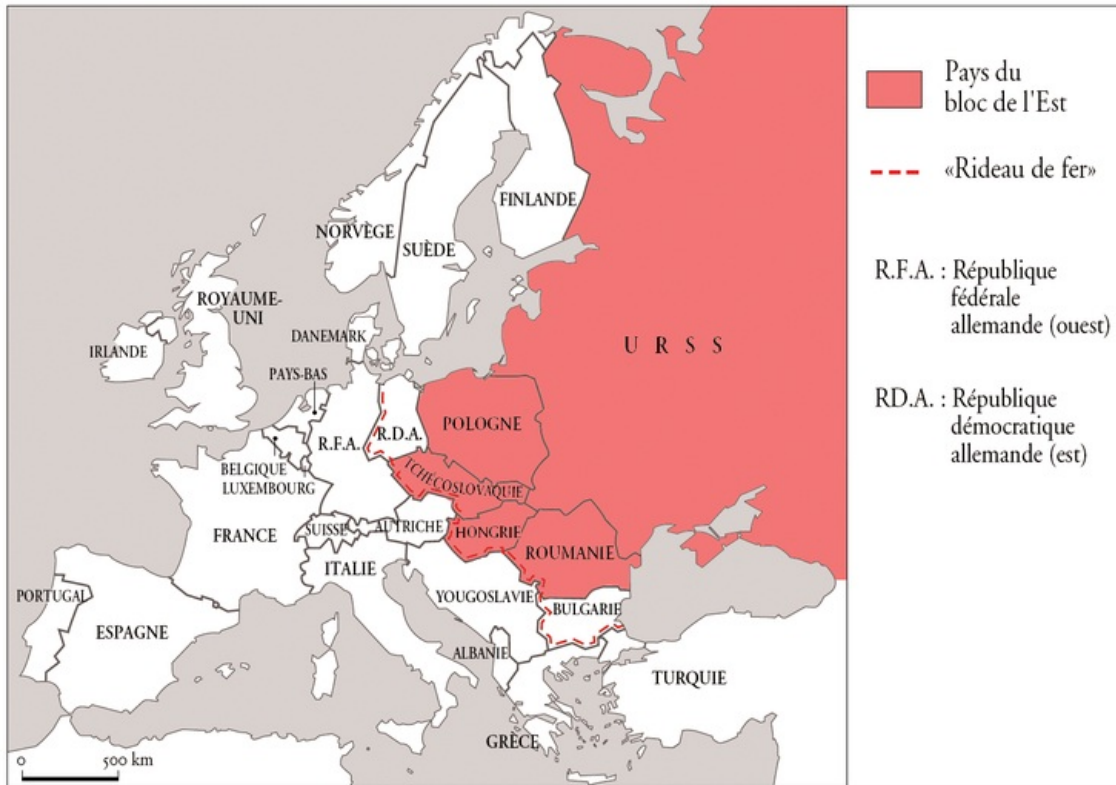 NORVÈGE
SUÈDE
FINLANDE
ROYAUME-
UNI
IRLANDE
DANEMARK
PAYS-BAS
U R S S
POLOGNE
R.F.A.
R.D.A.
BELGIQUE
LUXEMBOURG
TCHÉCOSLOVAQUIE
FRANCE
SUISSE
AUTRICHE
HONGRIE
ROUMANIE
ITALIE
PORTUGAL
ESPAGNE
YOUGOSLAVIE
BULGARIE
ALBANIE
TURQUIE
GRÈCE
0 500 km
Pays du
bloc de l'Est
«Rideau de fer»
R.F.A. : République
fédérale
allemande (ouest)
RD.A. : République
démocratique
allemande (est)